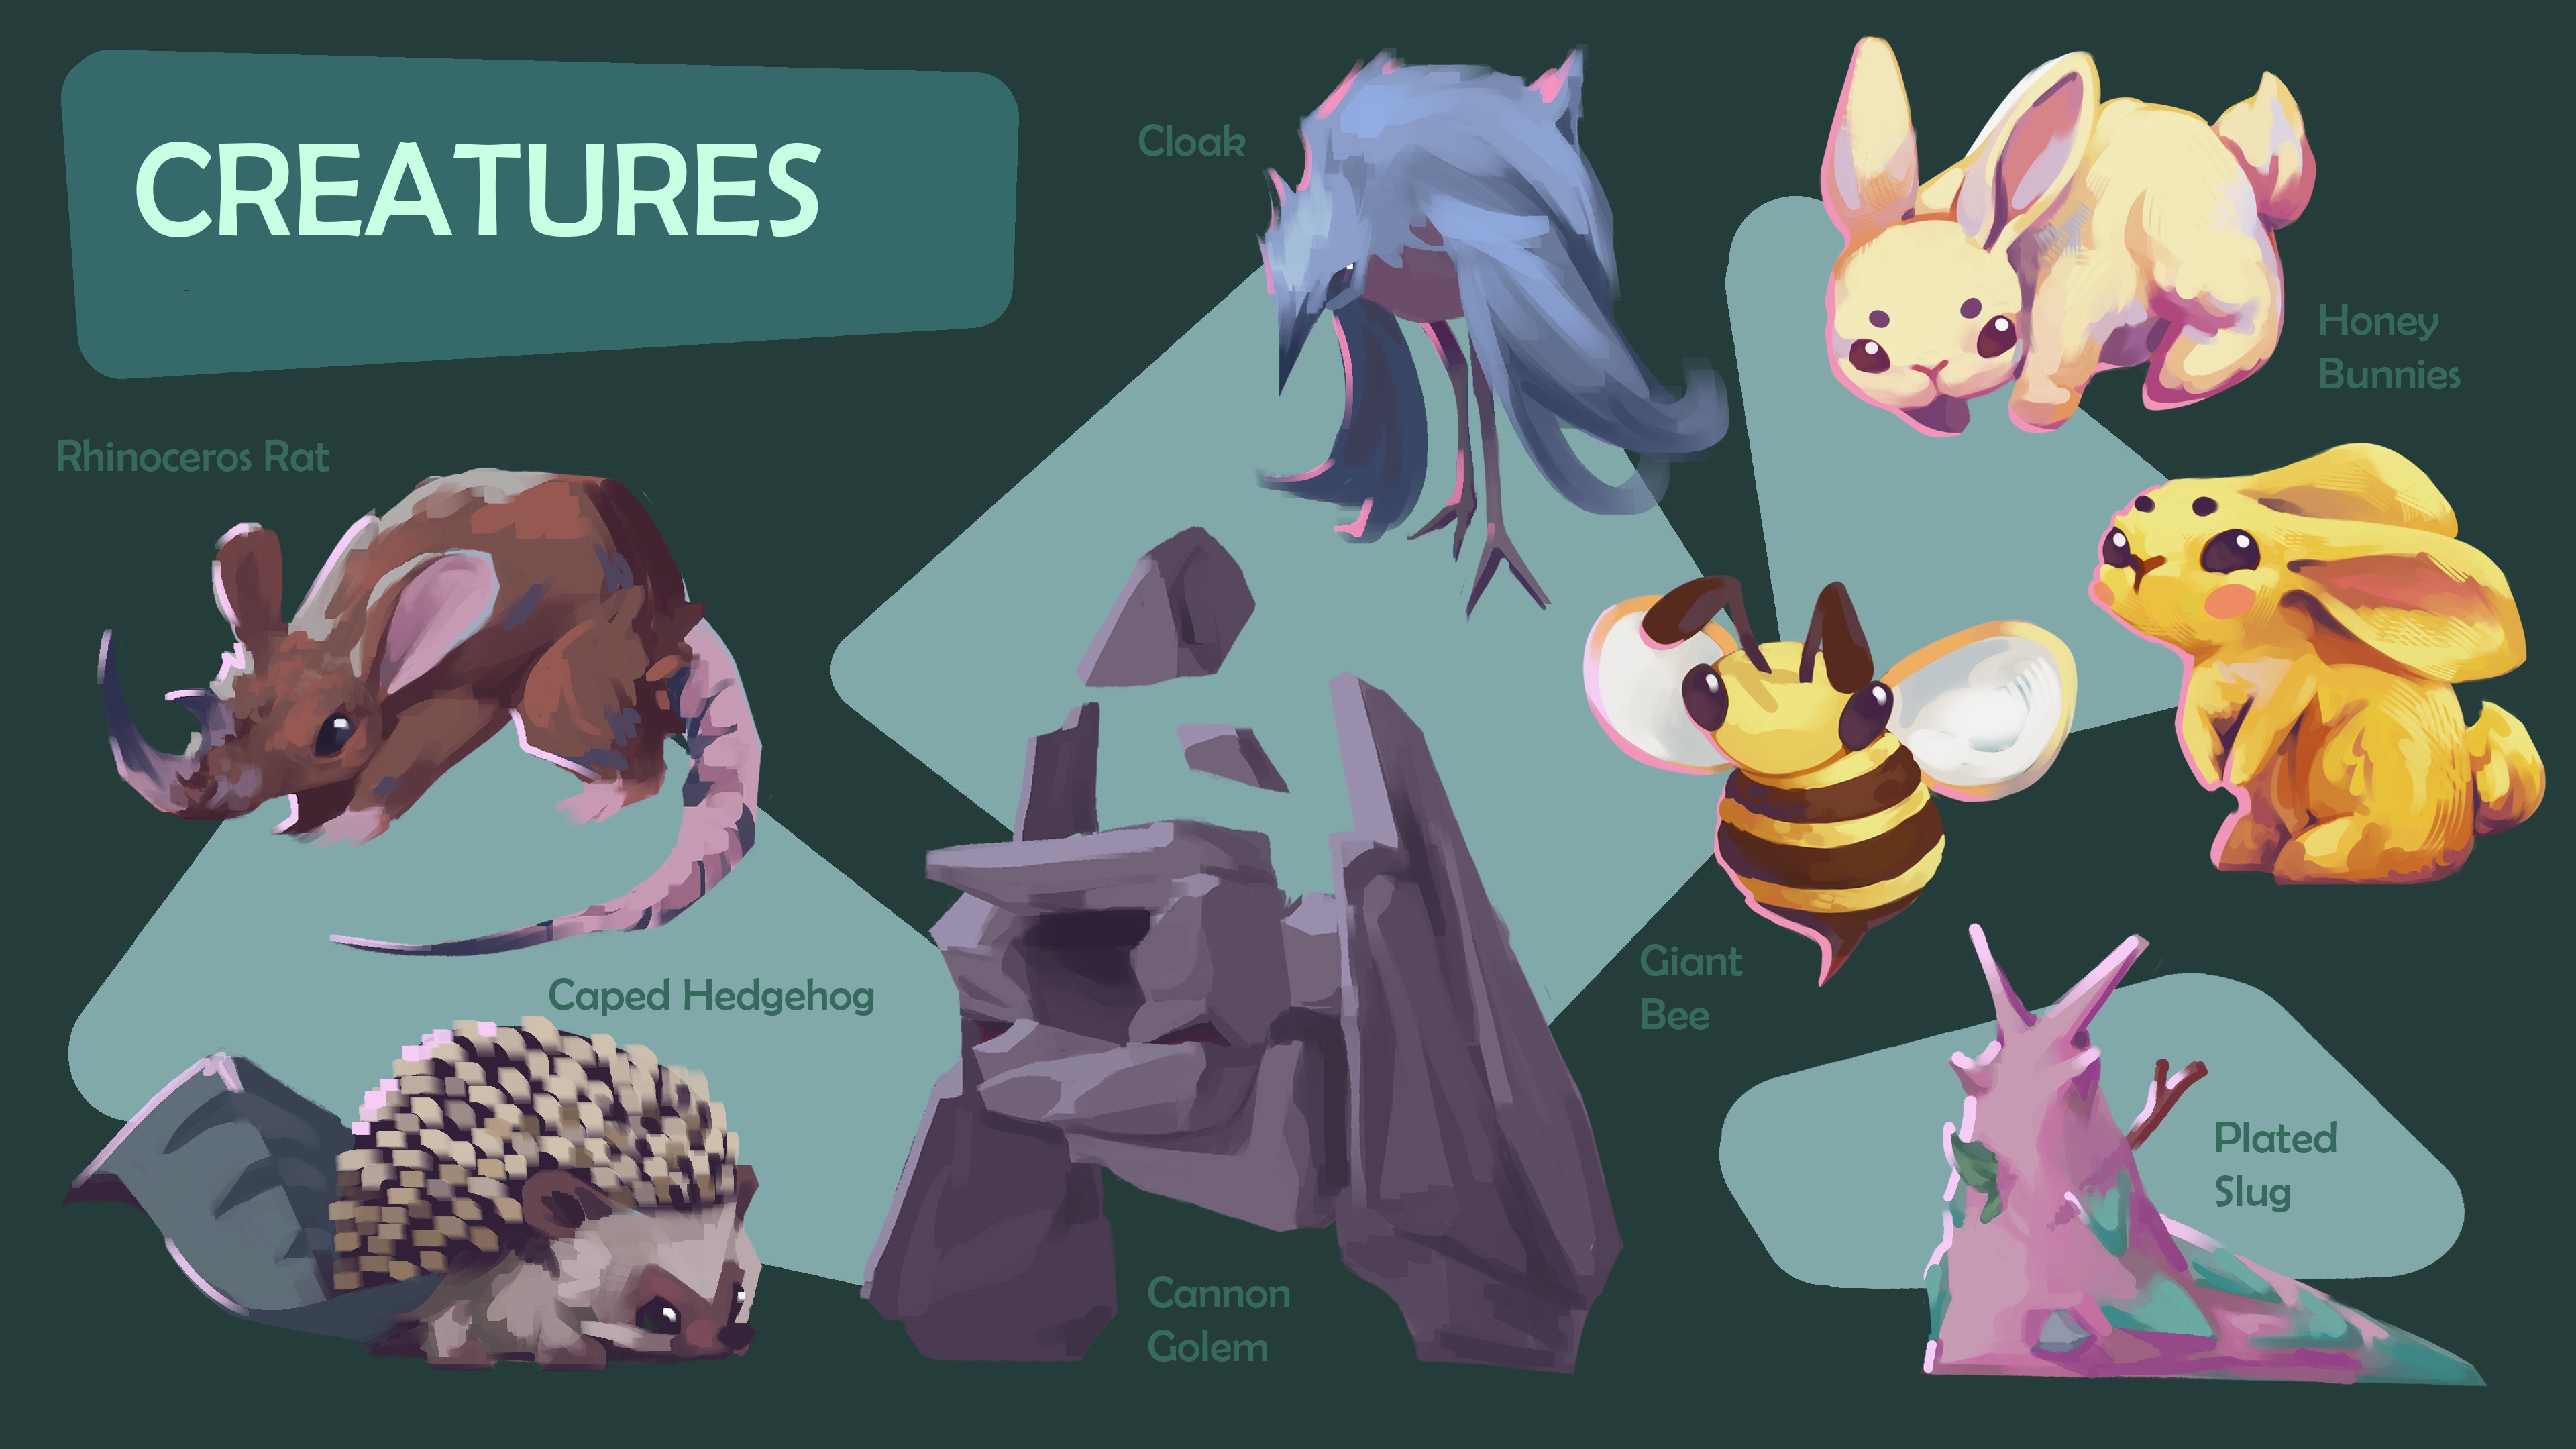 CREATURES
Cloak
Honey
Bunnies
Rhinoceros Rat
Giant
Bee
Caped Hedgehog
Plated
Slug
Cannon
Golem